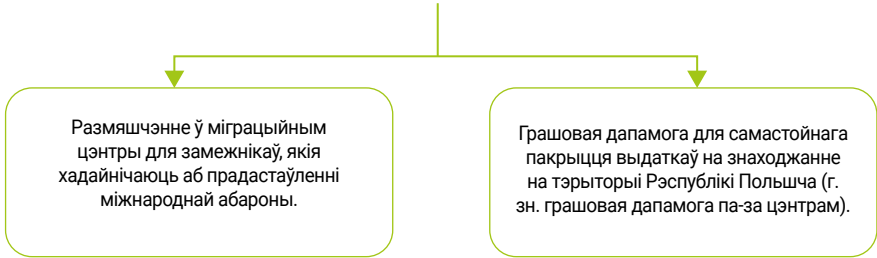 Размяшчэнне ў міграцыйным
цэнтры для замежнікаў, якія
хадайнічаюць аб прадастаўленні
міжнароднай абароны.
Грашовая дапамога для самастойнага
пакрыцця выдаткаў на знаходжанне
на тэрыторыі Рэспублікі Польшча (г.
зн. грашовая дапамога па-за цэнтрам).